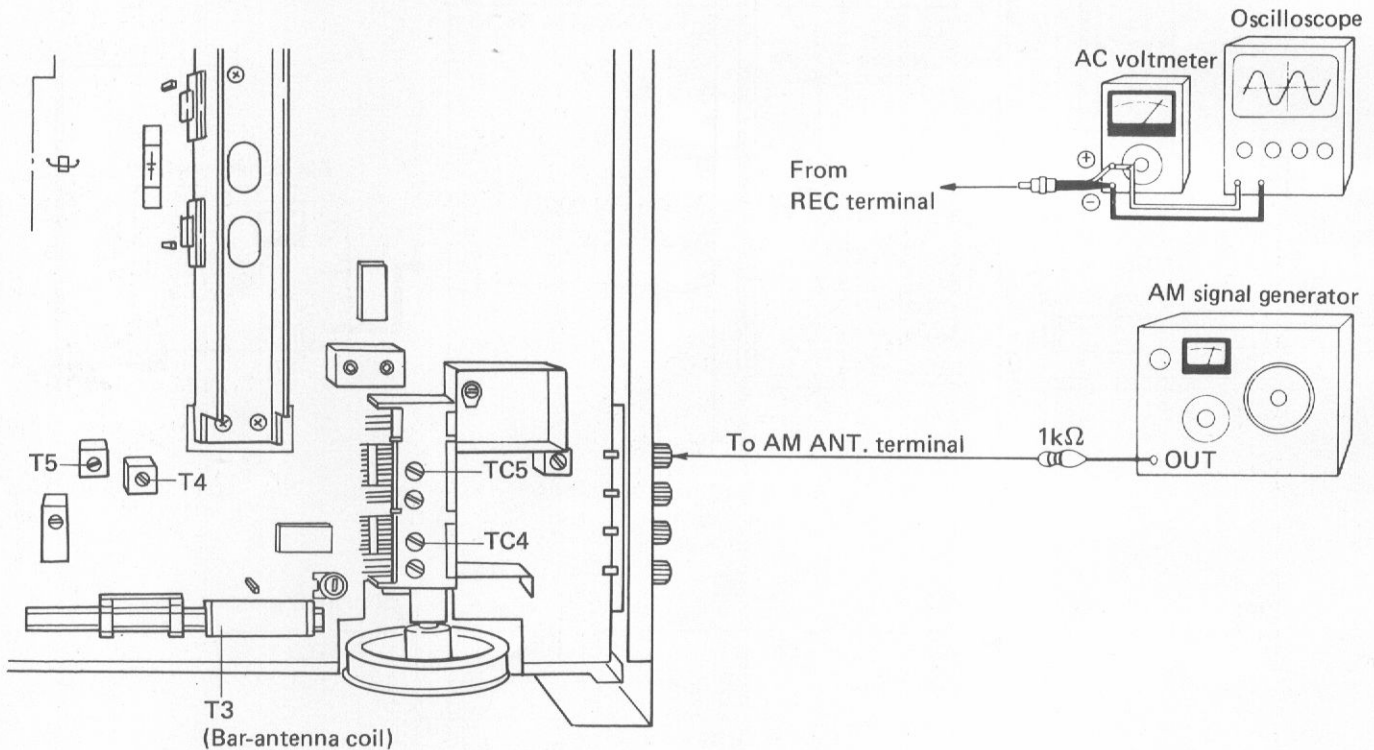 Oscilloscope
AC voltmeter
From
REC terminal
+
−
AM signal generator
To AM ANT. terminal
1kΩ
OUT
T5
T4
TC5
TC4
T3
(Bar-antenna coil)